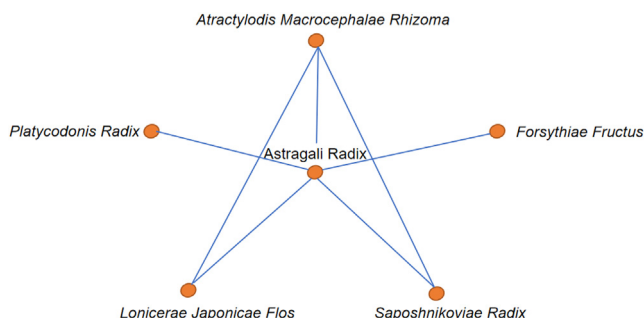 Atractylodis Macrocephalae Rhizoma
Platycodonis Radix
Forsythiae Fructus
Astragali Radix
Lonicerae Japonicae Flos
Saposhnikoviae Radix